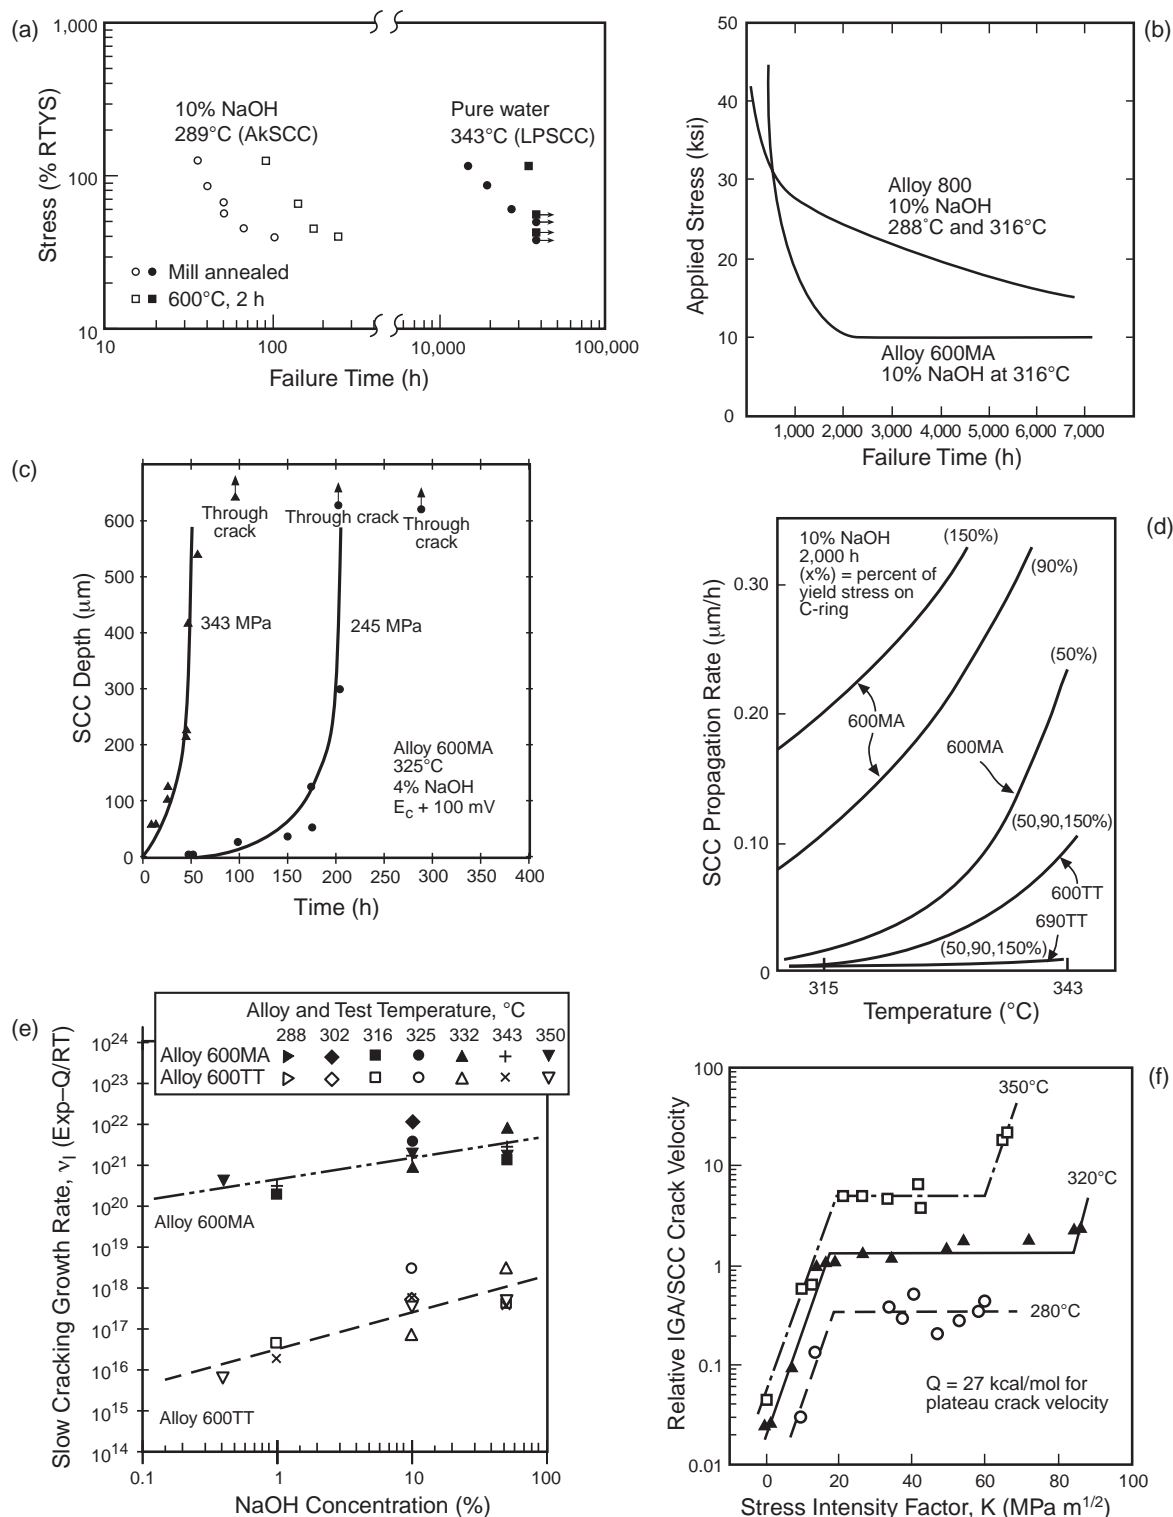 (a)
1,000
100
10
Stress (% RTYS)
10% NaOH
289°C (AkSCC)
Pure water
343°C (LPSCC)
Mill annealed
600°C, 2 h
10
100
10,000
100,000
Failure Time (h)
(b)
50
40
30
20
10
0
Applied Stress (ksi)
Alloy 800
10% NaOH
288°C and 316°C
Alloy 600MA
10% NaOH at 316°C
1,000 2,000 3,000 4,000 5,000 6,000 7,000
Failure Time (h)
(c)
600
500
400
300
200
100
0
SCC Depth (μm)
Through
crack
Through crack
Through
crack
343 MPa
245 MPa
Alloy 600MA
325°C
4% NaOH
E_c + 100 mV
0 50 100 150 200 250 300 350 400
Time (h)
(d)
0.30
0.20
0.10
0
SCC Propagation Rate (μm/h)
10% NaOH
2,000 h
(x%) = percent of
yield stress on
C-ring
(150%)
(90%)
(50%)
600MA
600MA
(50,90,150%)
600TT
690TT
(50,90,150%)
315
343
Temperature (°C)
(e)
Alloy and Test Temperature, °C
288 302 316 325 332 343 350
Alloy 600MA
Alloy 600TT
10^24
10^23
10^22
10^21
10^20
10^19
10^18
10^17
10^16
10^15
10^14
Slow Cracking Growth Rate, ν_I (Exp–Q/RT)
Alloy 600MA
Alloy 600TT
0.1 1 10 100
NaOH Concentration (%)
(f)
100
10
1
0.1
0.01
Relative IGA/SCC Crack Velocity
350°C
320°C
280°C
Q = 27 kcal/mol for
plateau crack velocity
0 20 40 60 80 100
Stress Intensity Factor, K (MPa m^1/2)